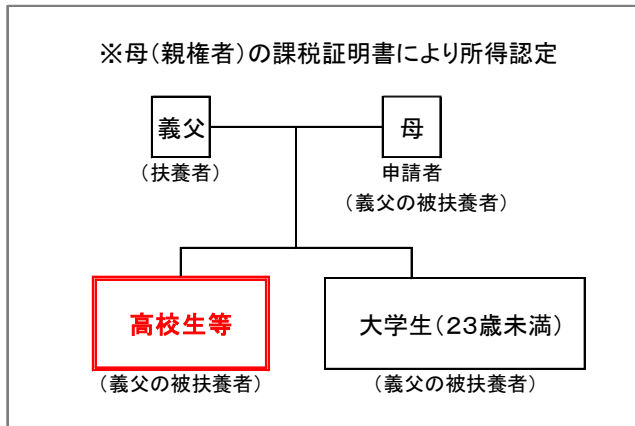 ※母(親権者)の課税証明書により所得認定
義父
母
(扶養者)
申請者
(義父の被扶養者)
高校生等
大学生(23歳未満)
(義父の被扶養者)
(義父の被扶養者)